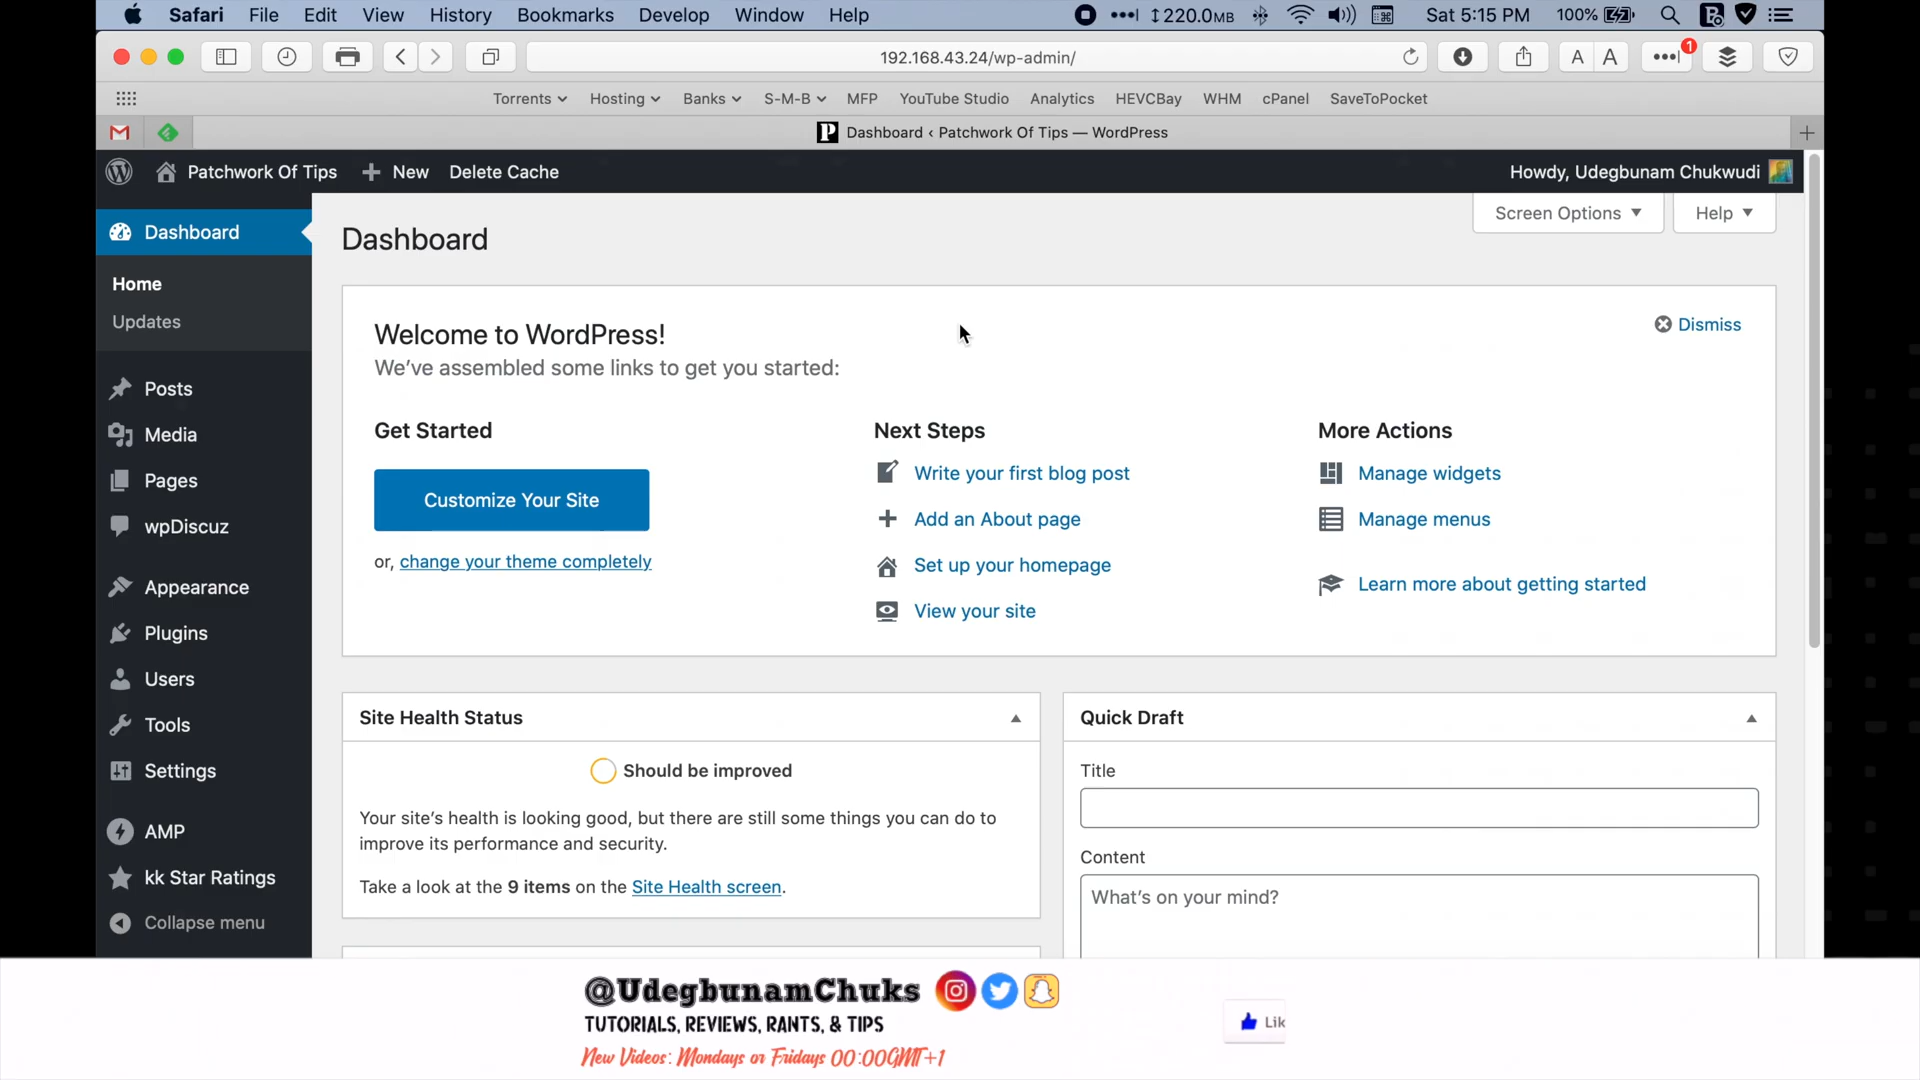 Safari File Edit View History Bookmarks Develop Window Help 220.0MB Sat 5:15 PM 100%
192.168.43.24/wp-admin/ A A 1
Torrents Hosting Banks S-M-B MFP YouTube Studio Analytics HEVCBay WHM cPanel SaveToPocket
Dashboard ‹ Patchwork Of Tips — WordPress
Patchwork Of Tips + New Delete Cache Howdy, Udegbunam Chukwudi
Screen Options Help
Dashboard
Home
Updates
Posts
Media
Pages
wpDiscuz
Appearance
Plugins
Users
Tools
Settings
AMP
kk Star Ratings
Collapse menu
Dashboard
Welcome to WordPress!
Dismiss
We've assembled some links to get you started:
Get Started
Customize Your Site
or, change your theme completely
Next Steps
Write your first blog post
Add an About page
Set up your homepage
View your site
More Actions
Manage widgets
Manage menus
Learn more about getting started
Site Health Status
Should be improved
Your site's health is looking good, but there are still some things you can do to
improve its performance and security.
Take a look at the 9 items on the Site Health screen.
Quick Draft
Title
Content
What's on your mind?
@UdegbunamChuks
TUTORIALS, REVIEWS, RANTS, & TIPS
New Videos: Mondays or Fridays 00:00GMT+1
Lik